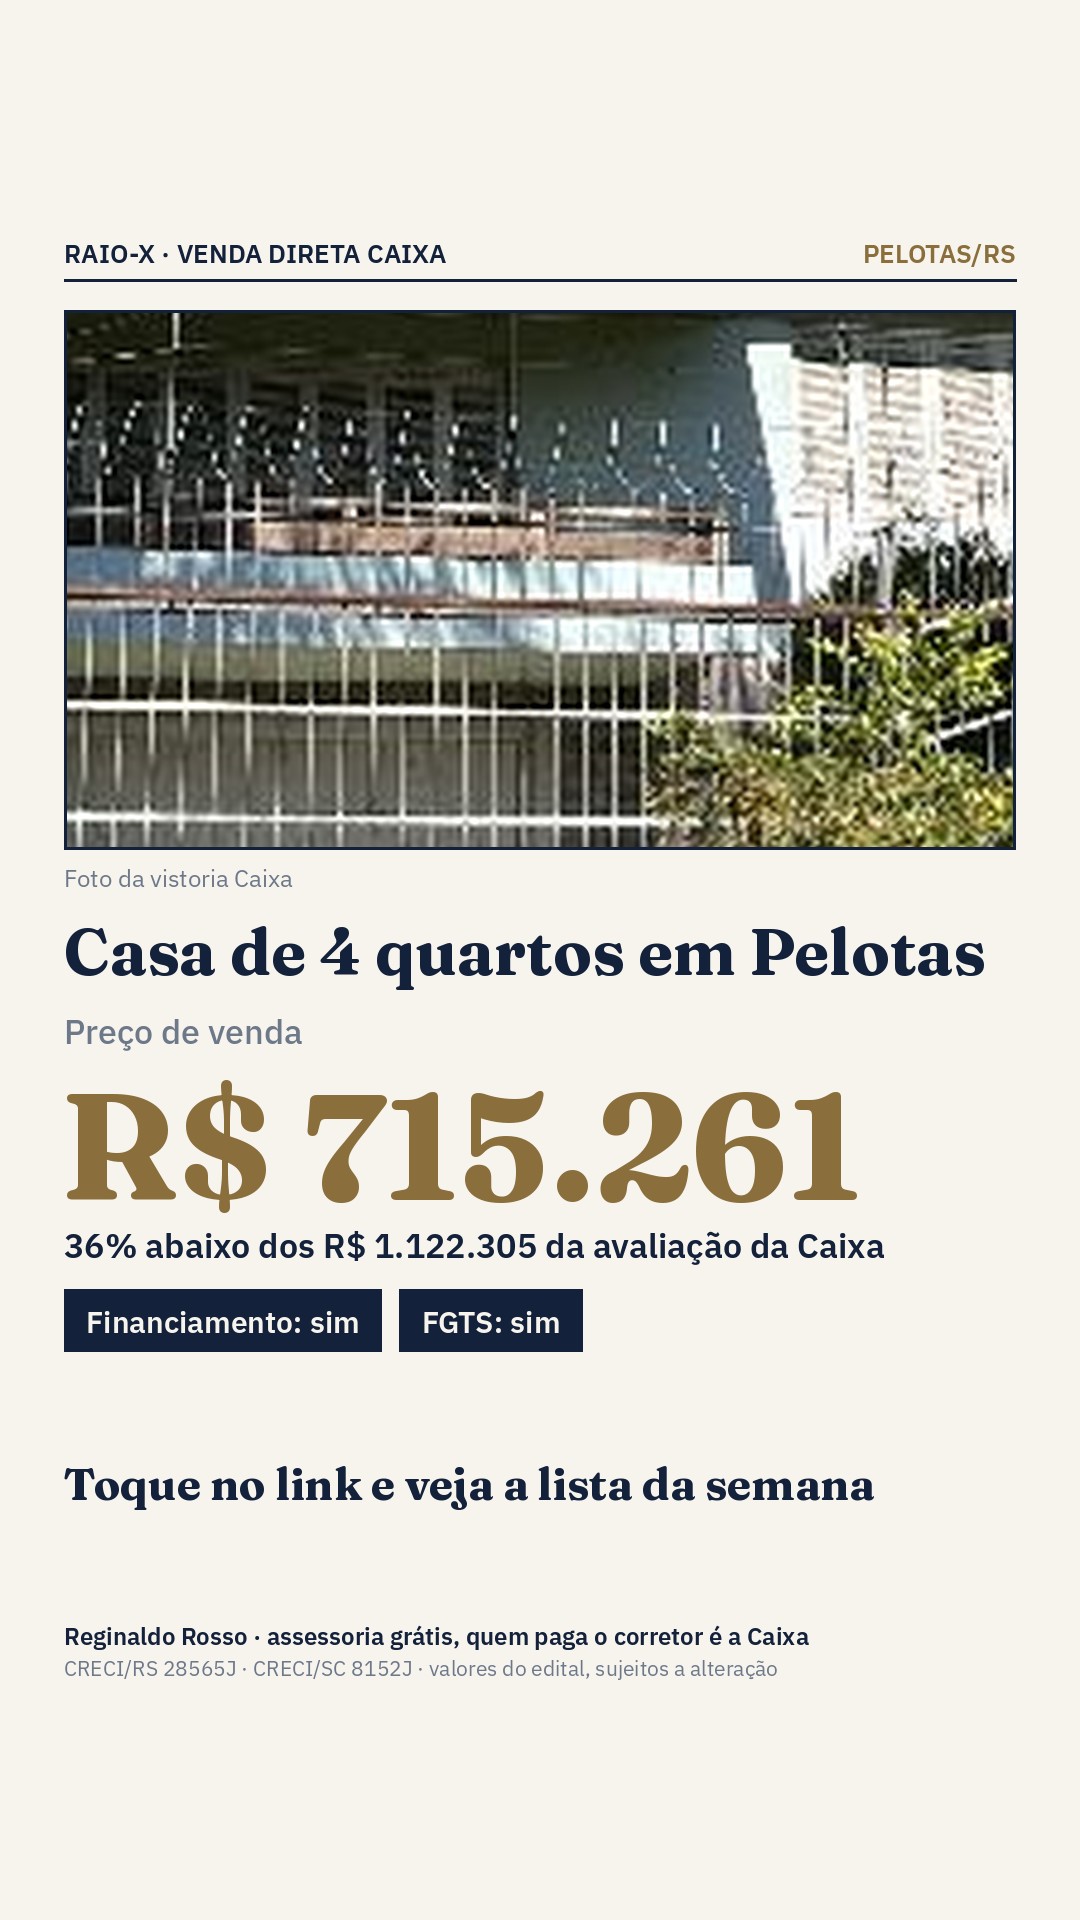 RAIO-X · VENDA DIRETA CAIXA
PELOTAS/RS
Foto da vistoria Caixa
Casa de 4 quartos em Pelotas
Preço de venda
R$ 715.261
36% abaixo dos R$ 1.122.305 da avaliação da Caixa
Financiamento: sim
FGTS: sim
Toque no link e veja a lista da semana
Reginaldo Rosso · assessoria grátis, quem paga o corretor é a Caixa
CRECI/RS 28565J · CRECI/SC 8152J · valores do edital, sujeitos a alteração